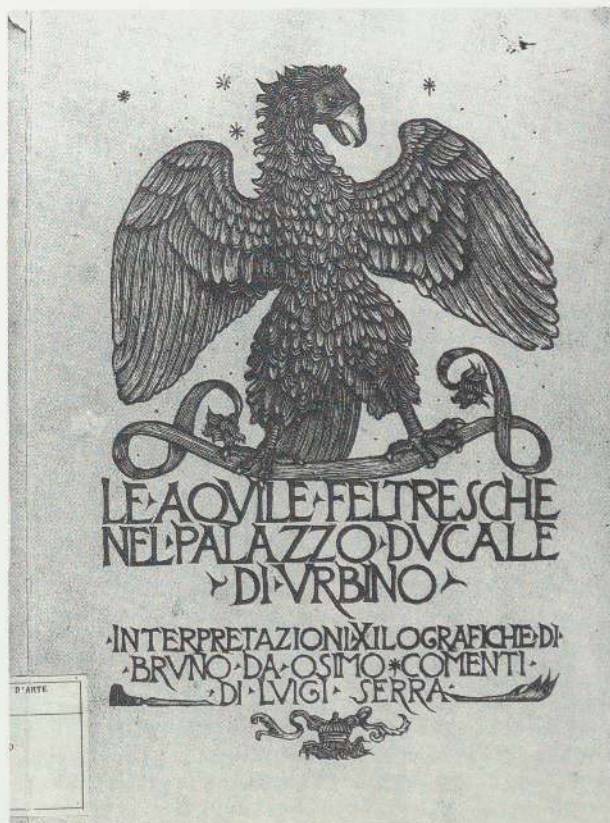 LE·AQVILE·FELTRESCHE
NEL·PALAZZO·DVCALE
DI·VRBINO
·INTERPRETAZIONI·XILOGRAFICHE·DI·
BRVNO·DA·OSIMO*COMENTI·
·DI·LVIGI·SERRA·
D'ARTE